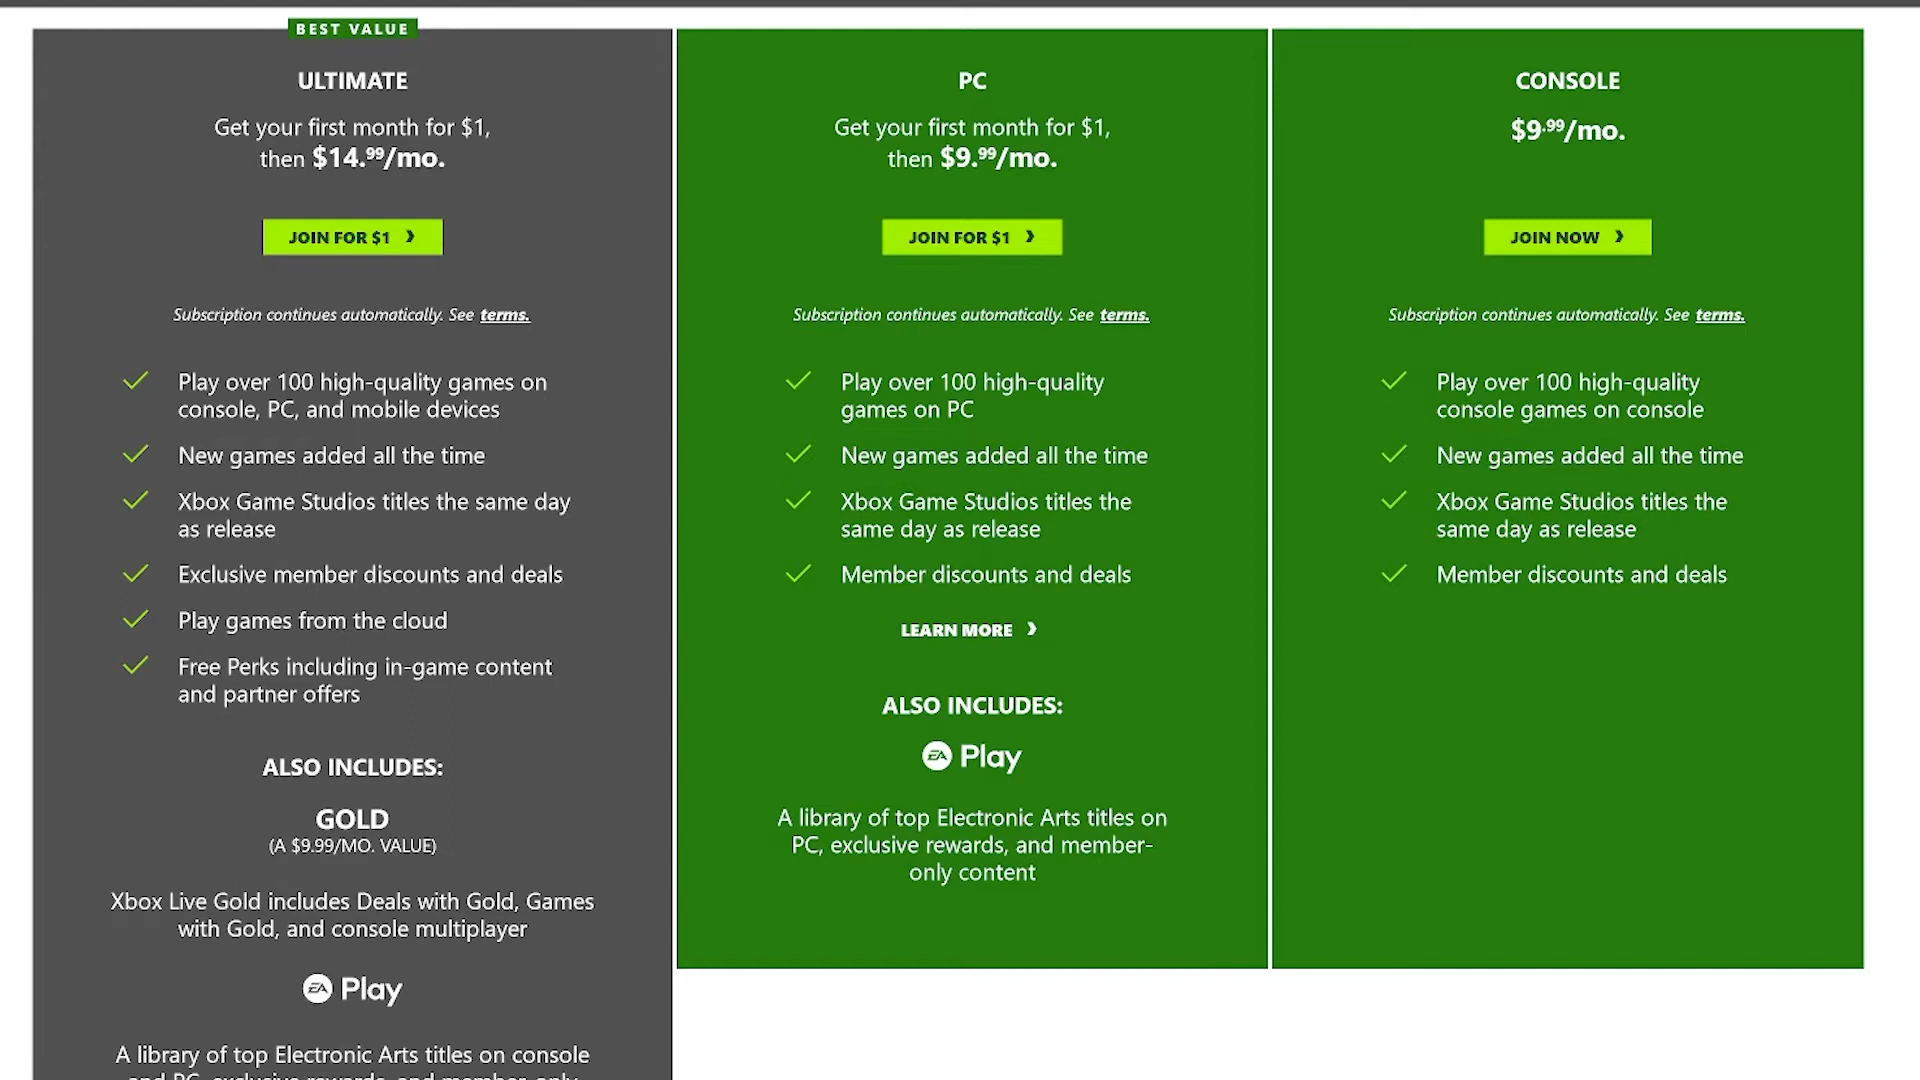 BEST VALUE
ULTIMATE
Get your first month for $1,
then $14.99/mo.
JOIN FOR $1
Subscription continues automatically. See terms.
Play over 100 high-quality games on
console, PC, and mobile devices
New games added all the time
Xbox Game Studios titles the same day
as release
Exclusive member discounts and deals
Play games from the cloud
Free Perks including in-game content
and partner offers
ALSO INCLUDES:
GOLD
(A $9.99/MO. VALUE)
Xbox Live Gold includes Deals with Gold, Games
with Gold, and console multiplayer
EA Play
A library of top Electronic Arts titles on console
and PC, exclusive rewards, and member-only
PC
Get your first month for $1,
then $9.99/mo.
JOIN FOR $1
Subscription continues automatically. See terms.
Play over 100 high-quality
games on PC
New games added all the time
Xbox Game Studios titles the
same day as release
Member discounts and deals
LEARN MORE
ALSO INCLUDES:
EA Play
A library of top Electronic Arts titles on
PC, exclusive rewards, and member-
only content
CONSOLE
$9.99/mo.
JOIN NOW
Subscription continues automatically. See terms.
Play over 100 high-quality
console games on console
New games added all the time
Xbox Game Studios titles the
same day as release
Member discounts and deals